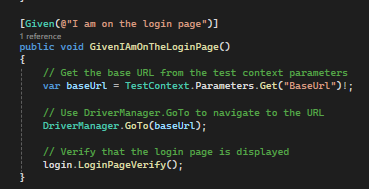 [Given(@"I am on the login page")]
1 reference
public void GivenIAmOnTheLoginPage()
{
// Get the base URL from the test context parameters
var baseUrl = TestContext.Parameters.Get("BaseUrl")!;
// Use DriverManager.GoTo to navigate to the URL
DriverManager.GoTo(baseUrl);
// Verify that the login page is displayed
login.LoginPageVerify();
}